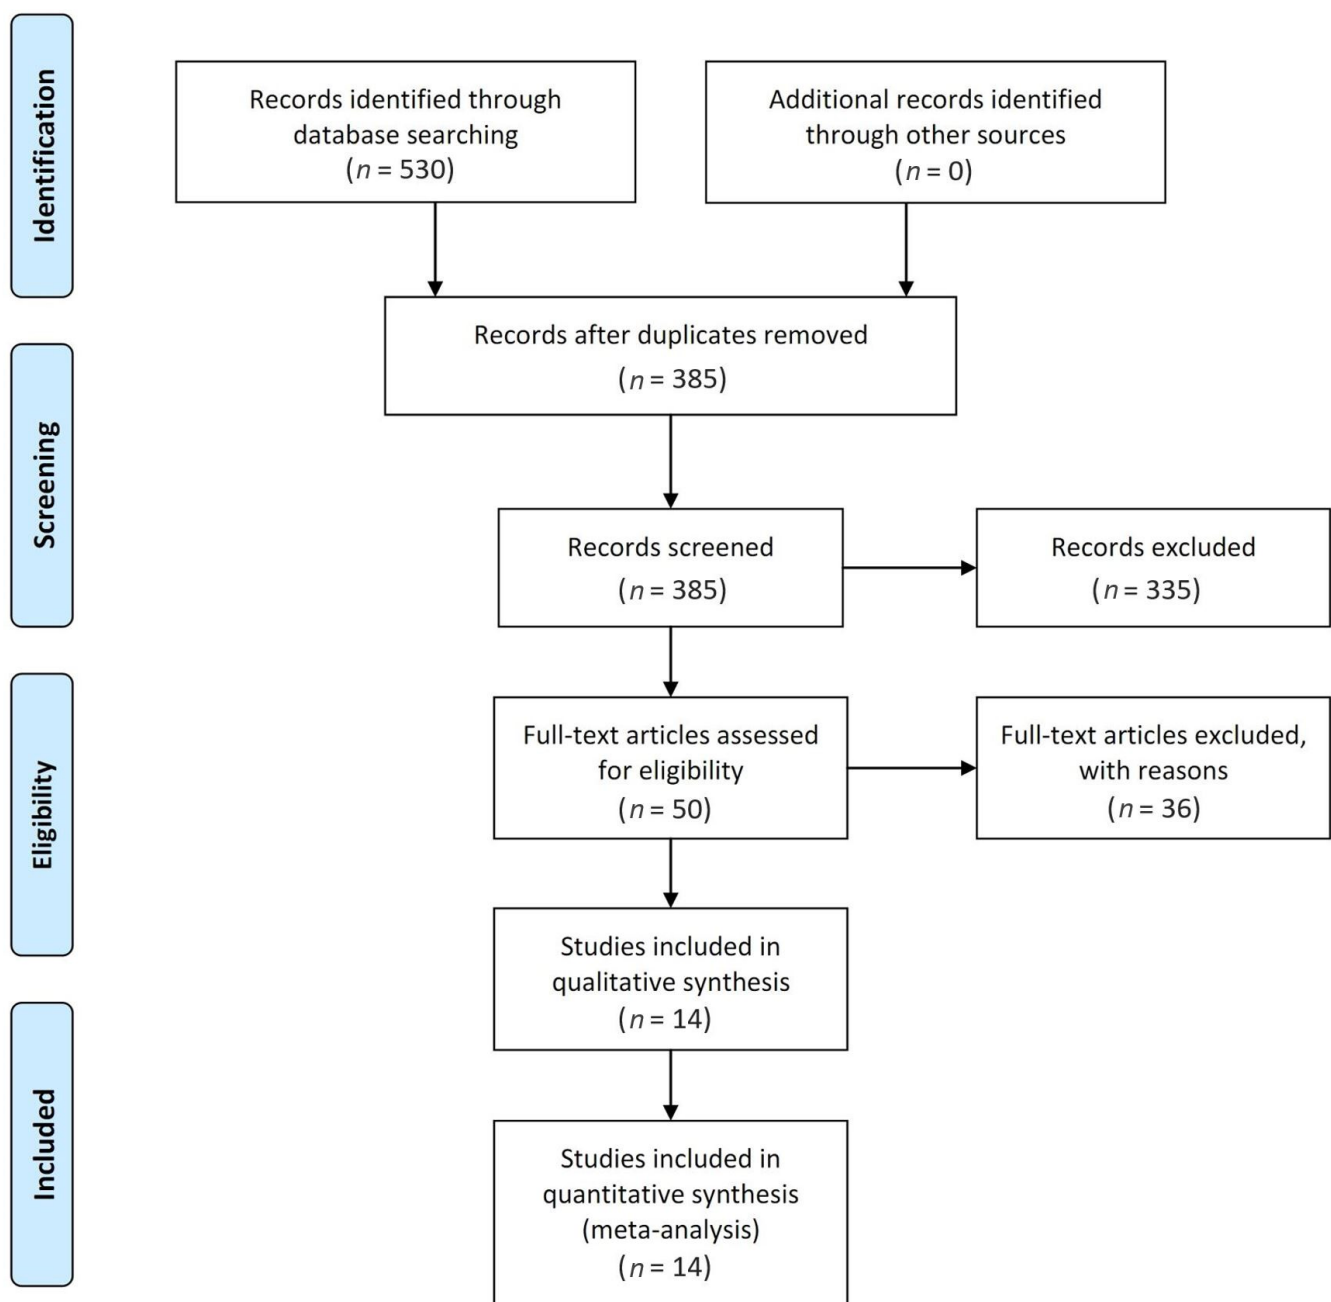 Identification
Records identified through
database searching
(n = 530)
Additional records identified
through other sources
(n = 0)
Records after duplicates removed
(n = 385)
Screening
Records screened
(n = 385)
Records excluded
(n = 335)
Eligibility
Full-text articles assessed
for eligibility
(n = 50)
Full-text articles excluded,
with reasons
(n = 36)
Studies included in
qualitative synthesis
(n = 14)
Included
Studies included in
quantitative synthesis
(meta-analysis)
(n = 14)